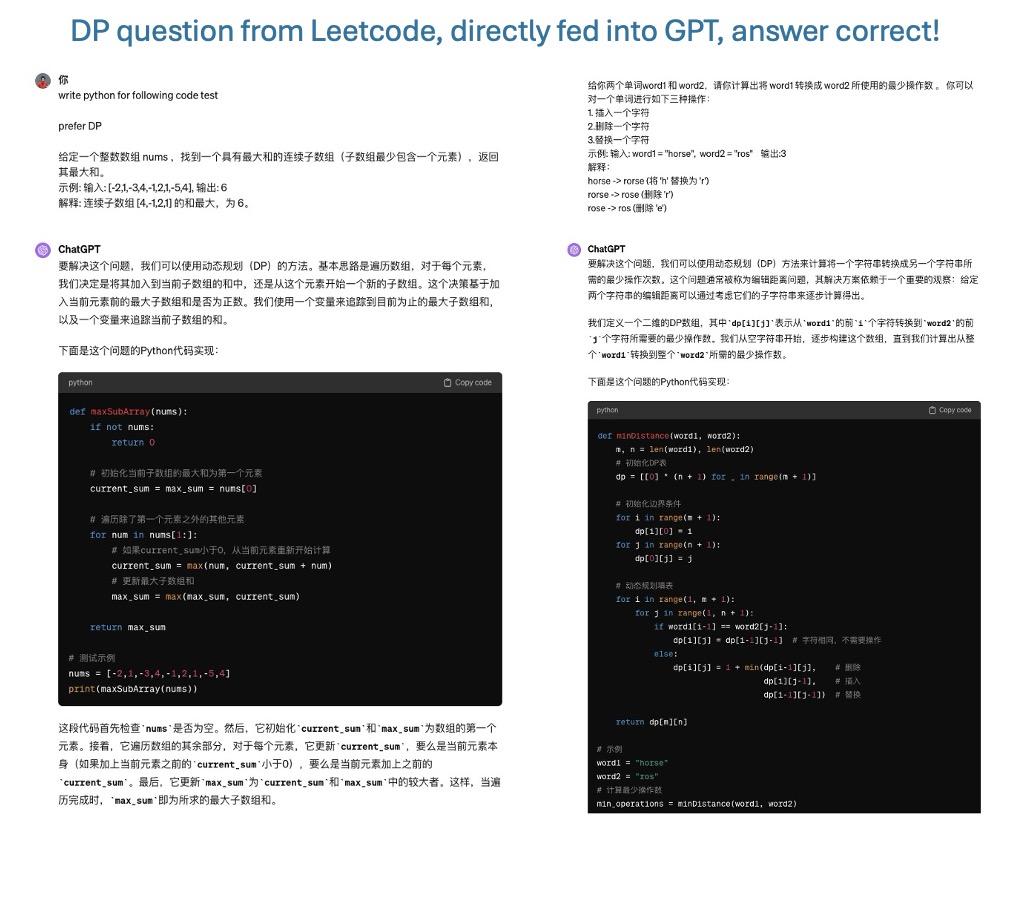 DP question from Leetcode, directly fed into GPT, answer correct!
你
write python for following code test
prefer DP
给定一个整数数组 nums ，找到一个具有最大和的连续子数组（子数组最少包含一个元素），返回
其最大和。
示例: 输入: [-2,1,-3,4,-1,2,1,-5,4], 输出: 6
解释: 连续子数组 [4,-1,2,1] 的和最大，为 6。
ChatGPT
要解决这个问题，我们可以使用动态规划（DP）的方法。基本思路是遍历数组，对于每个元素，
我们决定是将其加入到当前子数组的和中，还是从这个元素开始一个新的子数组。这个决策基于加
入当前元素前的最大子数组和是否为正数。我们使用一个变量来追踪到目前为止的最大子数组和，
以及一个变量来追踪当前子数组的和。
下面是这个问题的Python代码实现：
python
Copy code
def maxSubArray(nums):
    if not nums:
        return 0
    # 初始化当前子数组的最大和为第一个元素
    current_sum = max_sum = nums[0]
    # 遍历除了第一个元素之外的其他元素
    for num in nums[1:]:
        # 如果current_sum小于0，从当前元素重新开始计算
        current_sum = max(num, current_sum + num)
        # 更新最大子数组和
        max_sum = max(max_sum, current_sum)
    return max_sum
# 测试示例
nums = [-2,1,-3,4,-1,2,1,-5,4]
print(maxSubArray(nums))
这段代码首先检查`nums`是否为空。然后，它初始化`current_sum`和`max_sum`为数组的第一个
元素。接着，它遍历数组的其余部分，对于每个元素，它更新`current_sum`，要么是当前元素本
身（如果加上当前元素之前的`current_sum`小于0），要么是当前元素加上之前的
`current_sum`。最后，它更新`max_sum`为`current_sum`和`max_sum`中的较大者。这样，当遍
历完成时，`max_sum`即为所求的最大子数组和。
给你两个单词word1 和 word2，请你计算出将 word1 转换成 word2 所使用的最少操作数 。 你可以
对一个单词进行如下三种操作：
1. 插入一个字符
2.删除一个字符
3.替换一个字符
示例: 输入: word1 = "horse", word2 = "ros" 输出:3
解释：
horse -> rorse (将 'h' 替换为 'r')
rorse -> rose (删除 'r')
rose -> ros (删除 'e')
ChatGPT
要解决这个问题，我们可以使用动态规划（DP）方法来计算将一个字符串转换成另一个字符串所
需的最少操作次数。这个问题通常被称为编辑距离问题，其解决方案依赖于一个重要的观察：给定
两个字符串的编辑距离可以通过考虑它们的子字符串来逐步计算得出。
我们定义一个二维的DP数组，其中`dp[i][j]`表示从`word1`的前`i`个字符转换到`word2`的前
`j`个字符所需要的最少操作数。我们从空字符串开始，逐步构建这个数组，直到我们计算出从整
个`word1`转换到整个`word2`所需的最少操作数。
下面是这个问题的Python代码实现：
python
Copy code
def minDistance(word1, word2):
    m, n = len(word1), len(word2)
    # 初始化DP表
    dp = [[0] * (n + 1) for _ in range(m + 1)]
    # 初始化边界条件
    for i in range(m + 1):
        dp[i][0] = i
    for j in range(n + 1):
        dp[0][j] = j
    # 动态规划填表
    for i in range(1, m + 1):
        for j in range(1, n + 1):
            if word1[i-1] == word2[j-1]:
                dp[i][j] = dp[i-1][j-1]  # 字符相同，不需要操作
            else:
                dp[i][j] = 1 + min(dp[i-1][j],    # 删除
                                   dp[i][j-1],    # 插入
                                   dp[i-1][j-1])  # 替换
    return dp[m][n]
# 示例
word1 = "horse"
word2 = "ros"
# 计算最少操作数
min_operations = minDistance(word1, word2)